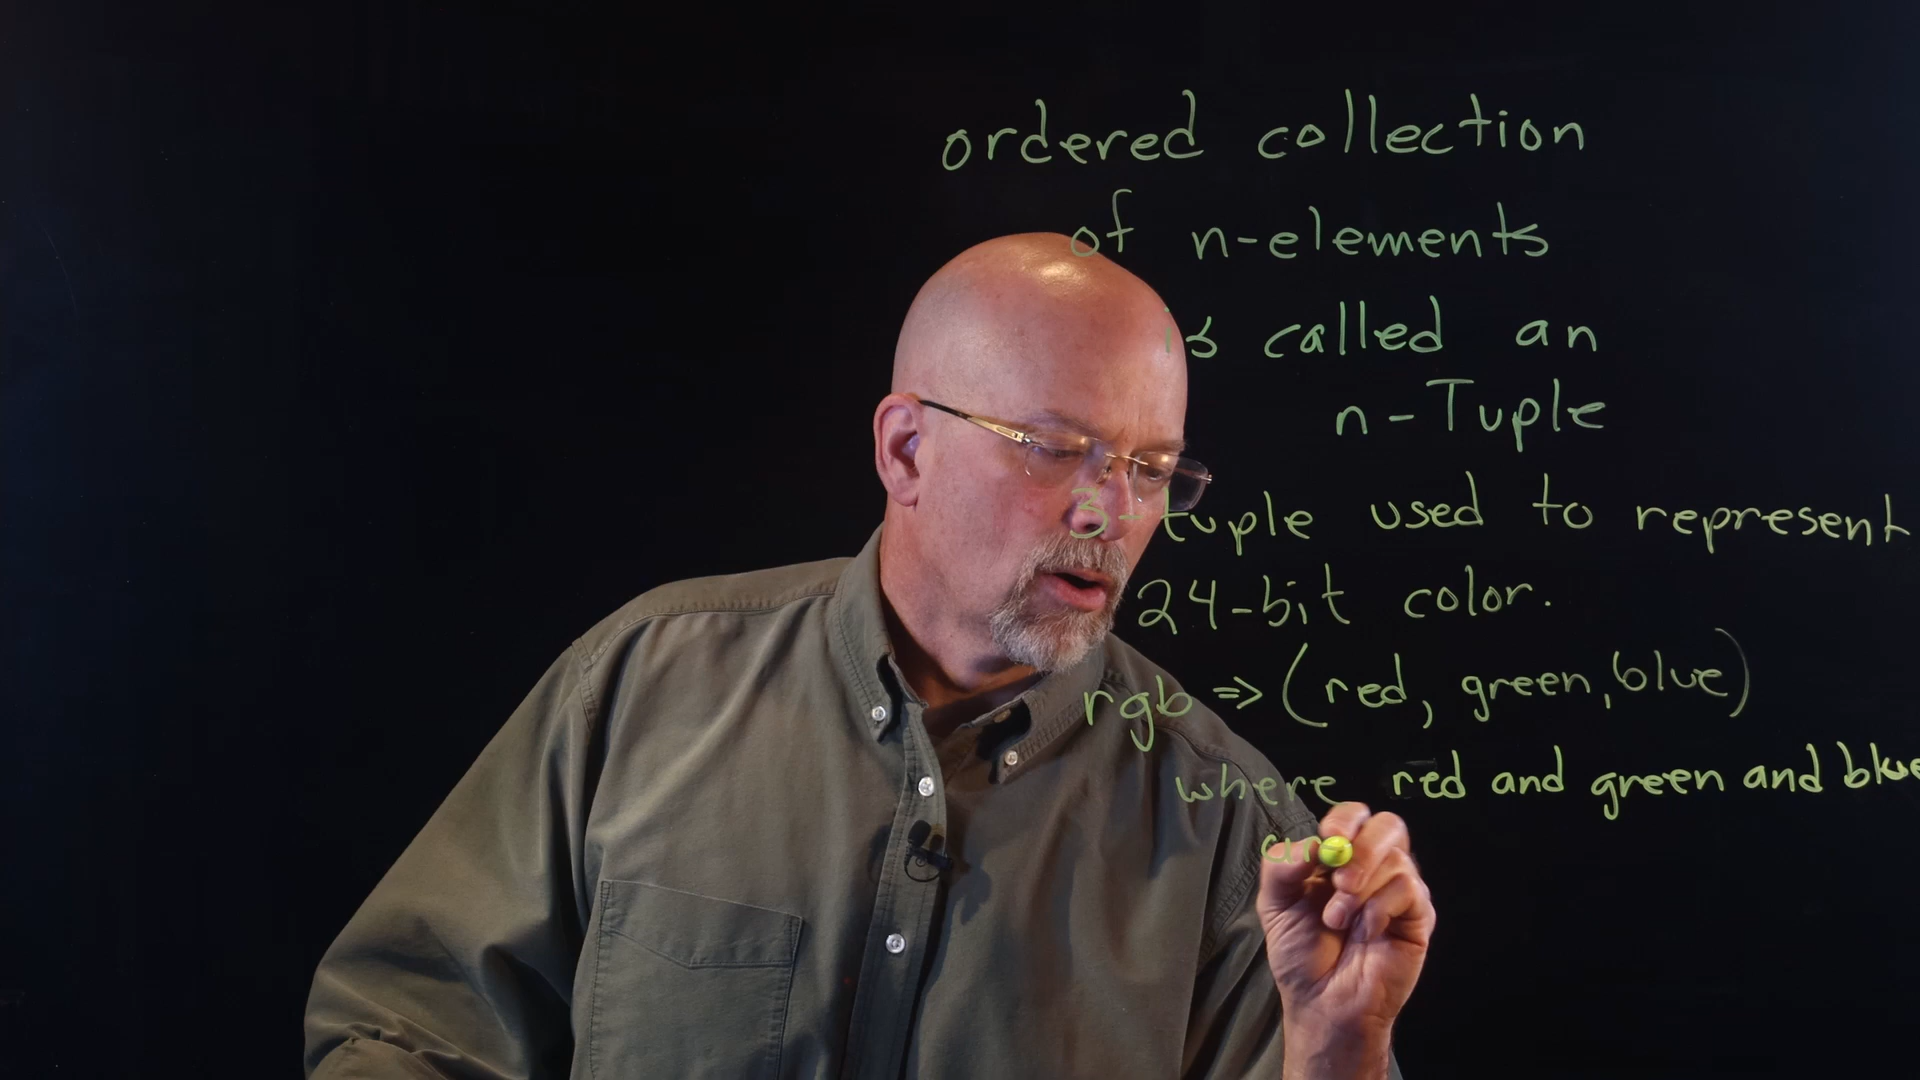 ordered collection
of n-elements
is called an
n-Tuple
3-tuple used to represent
24-bit color.
rgb => (red, green, blue)
where red and green and blue
ar